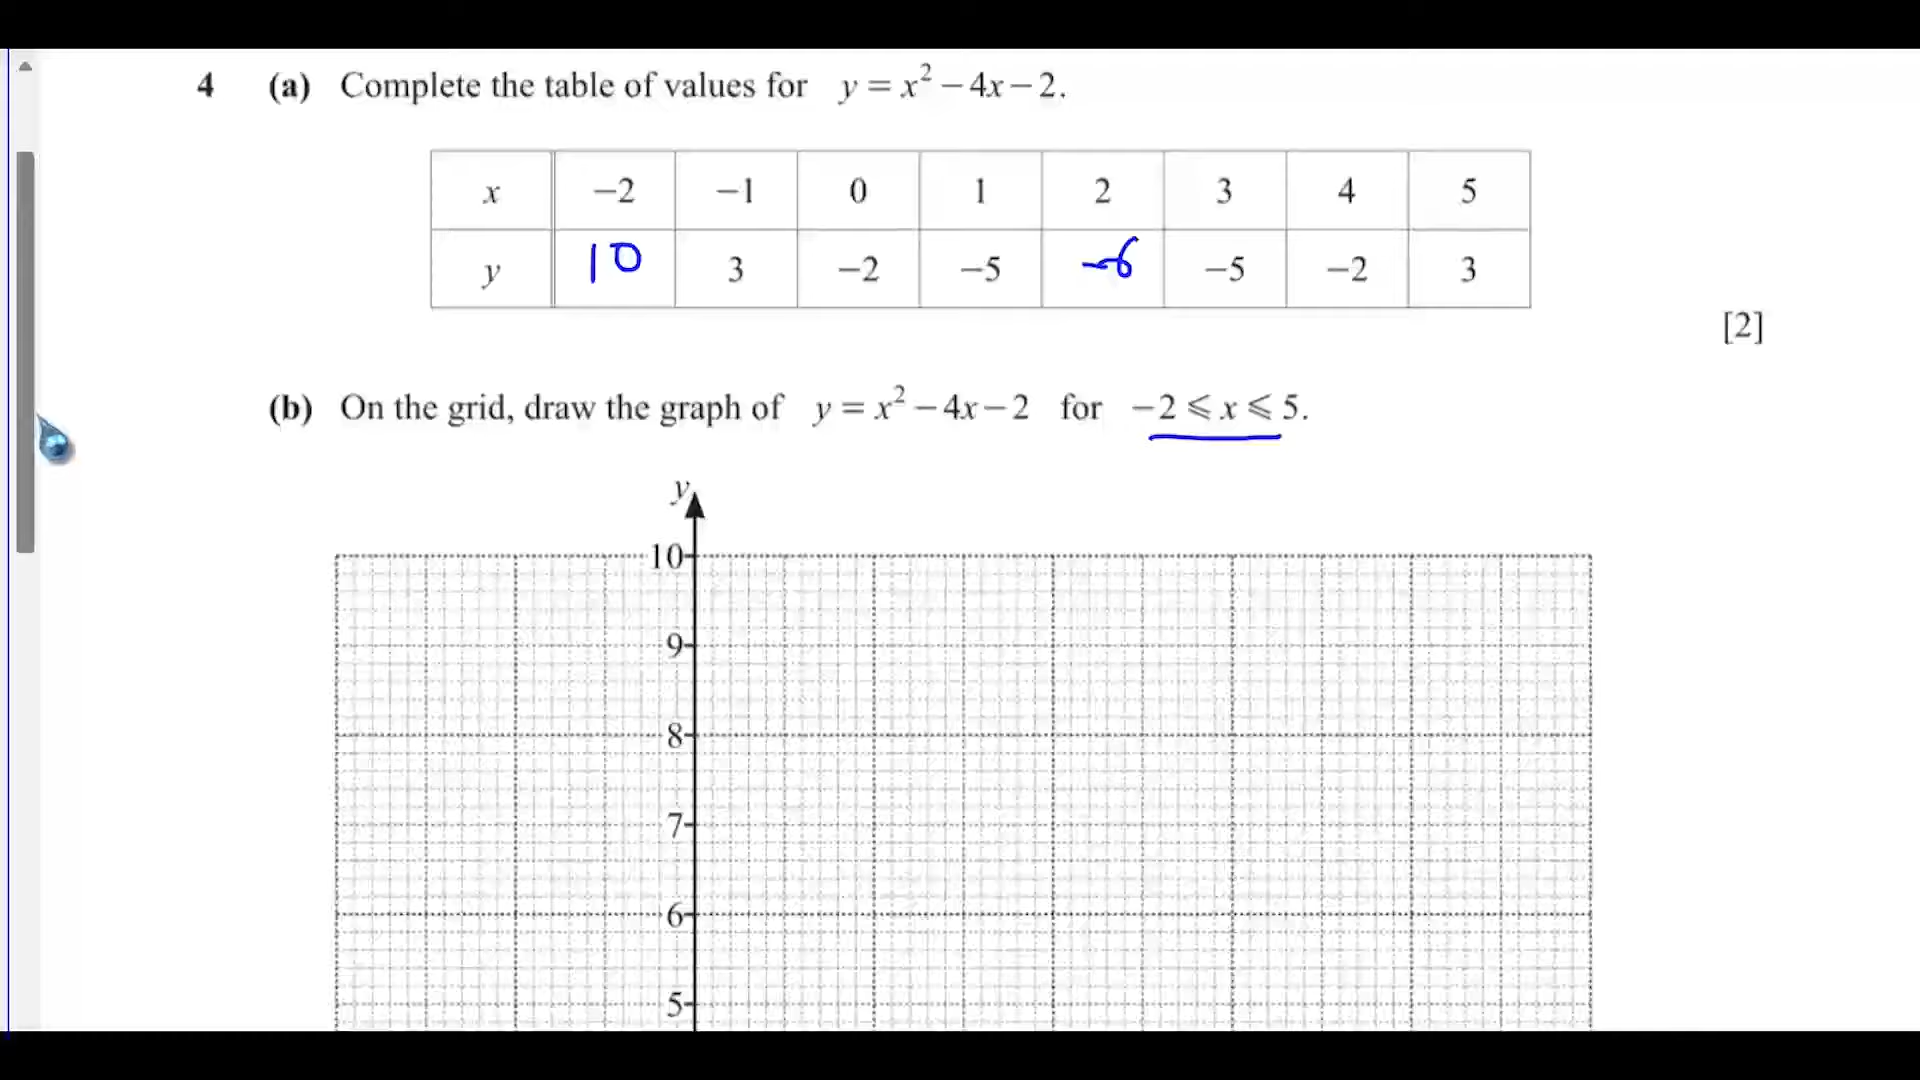 4 (a) Complete the table of values for y = x² − 4x − 2.
x −2 −1 0 1 2 3 4 5
y 10 3 −2 −5 −6 −5 −2 3
[2]
(b) On the grid, draw the graph of y = x² − 4x − 2 for −2 ⩽ x ⩽ 5.
y
10
9
8
7
6
5